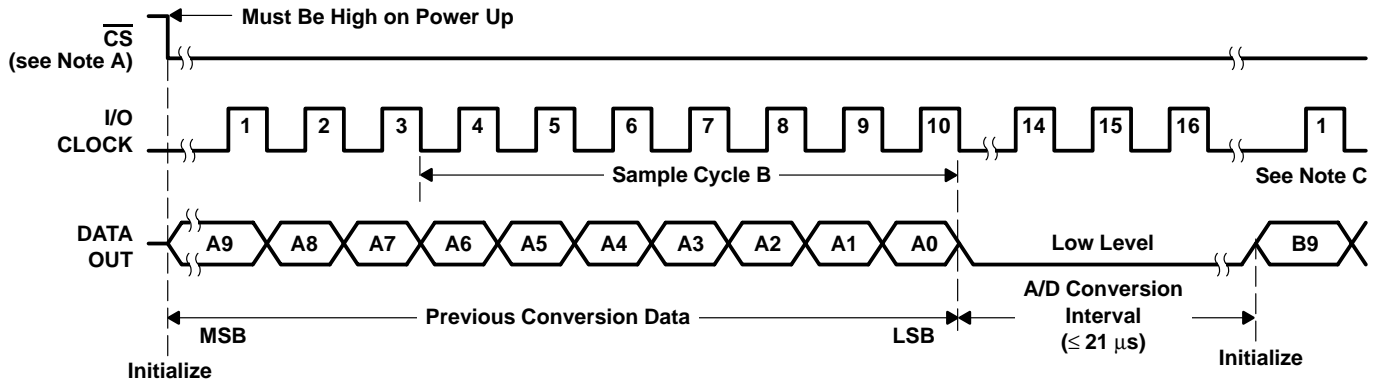 Must Be High on Power Up
CS
(see Note A)
I/O
CLOCK
1 2 3 4 5 6 7 8 9 10 14 15 16 1
Sample Cycle B
See Note C
DATA
OUT
A9 A8 A7 A6 A5 A4 A3 A2 A1 A0 Low Level B9
A/D Conversion
Interval
(≤ 21 μs)
Previous Conversion Data
MSB LSB
Initialize Initialize